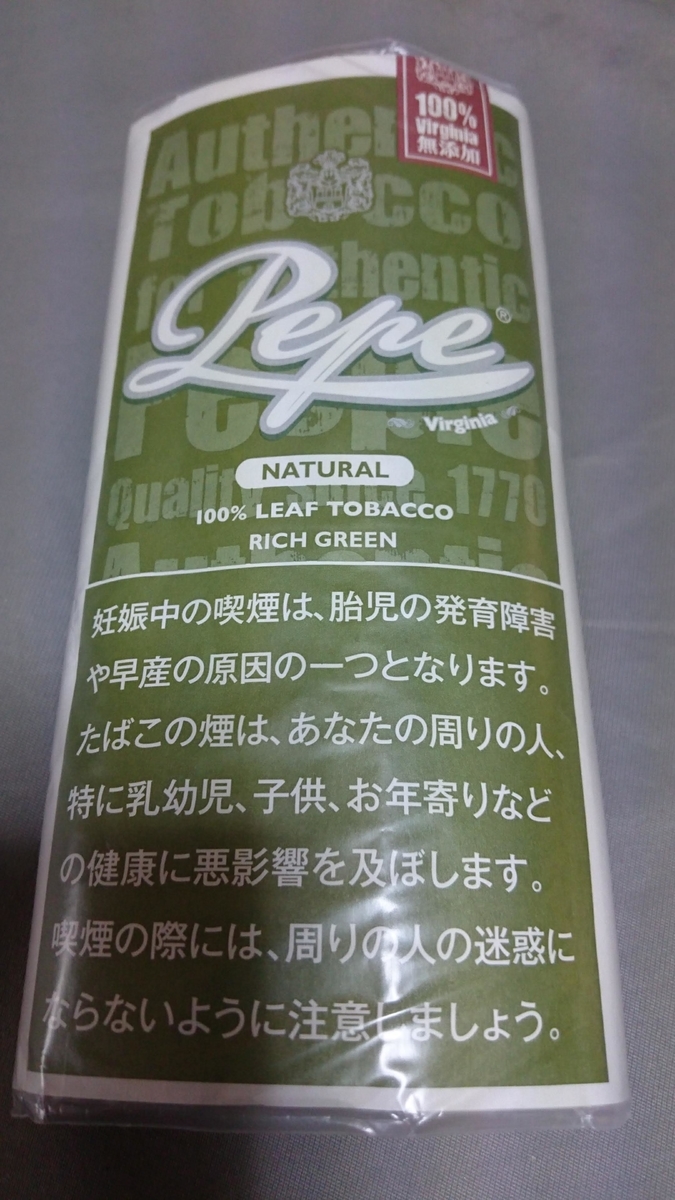 100%
Virginia
無添加
Authentic
Tobacco
for Authentic
Pepe®
People
Virginia
NATURAL
Quality since 1770
100% LEAF TOBACCO
RICH GREEN
Authentic
妊娠中の喫煙は、胎児の発育障害
や早産の原因の一つとなります。
たばこの煙は、あなたの周りの人、
特に乳幼児、子供、お年寄りなど
の健康に悪影響を及ぼします。
喫煙の際には、周りの人の迷惑に
ならないように注意しましょう。